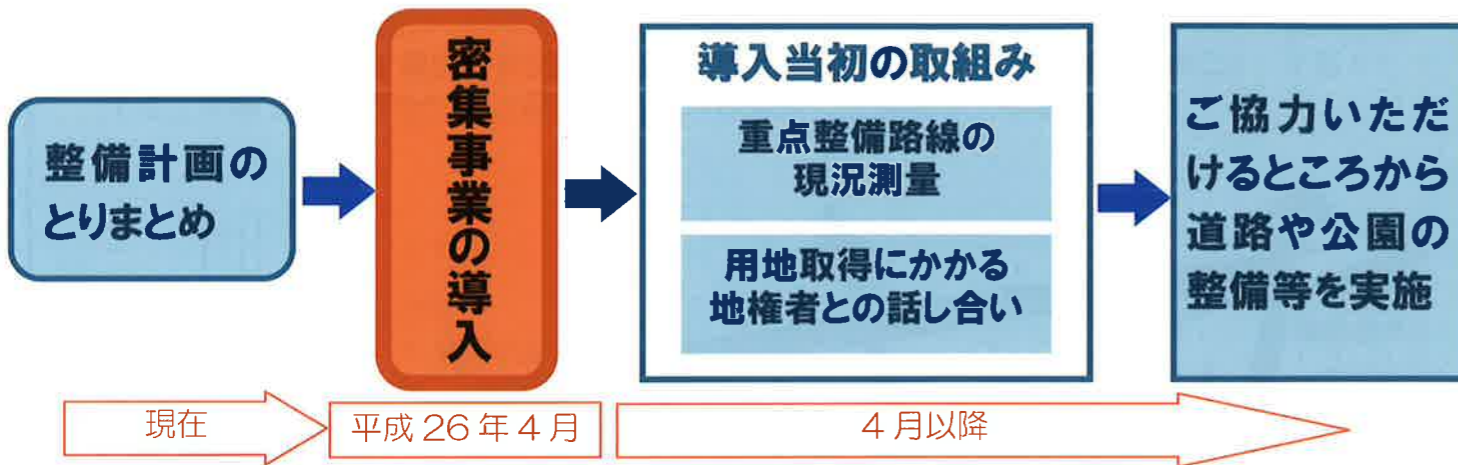 整備計画の
とりまとめ
密集事業の導入
導入当初の取組み
重点整備路線の
現況測量
用地取得にかかる
地権者との話し合い
ご協力いただ
けるところから
道路や公園の
整備等を実施
現在
平成26年4月
4月以降